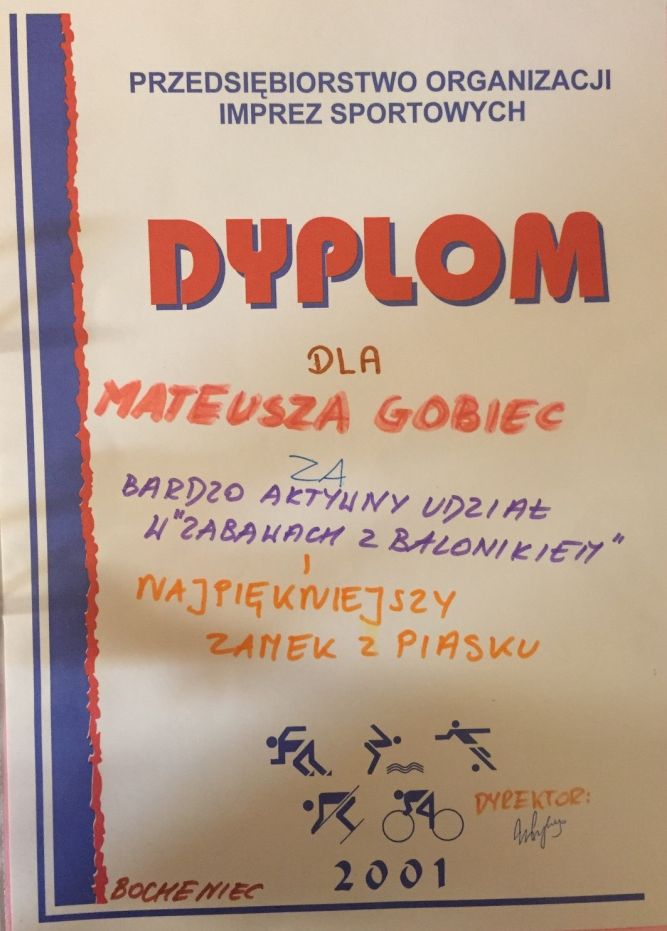 PRZEDSIĘBIORSTWO ORGANIZACJI
IMPREZ SPORTOWYCH
DYPLOM
DLA
MATEUSZA GOBIEC
ZA
BARDZO AKTYWNY UDZIAŁ
W "ZABAWACH Z BALONIKIEM"
I
NAJPIĘKNIEJSZY
ZAMEK Z PIASKU
DYREKTOR:
2001
BOCHENIEC